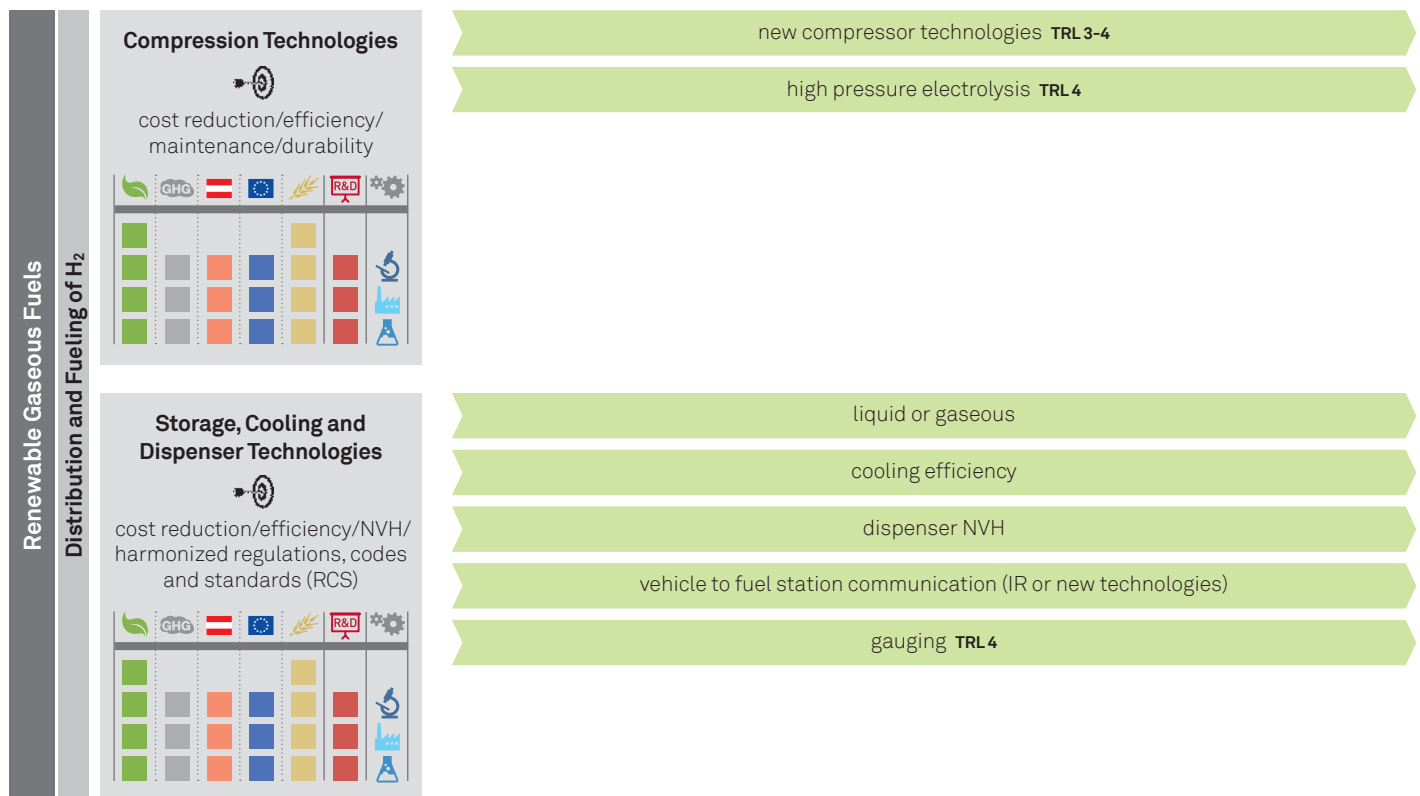 Renewable Gaseous Fuels
Distribution and Fueling of H₂
Compression Technologies
cost reduction/efficiency/
maintenance/durability
GHG
R&D
new compressor technologies TRL 3-4
high pressure electrolysis TRL 4
Storage, Cooling and
Dispenser Technologies
cost reduction/efficiency/NVH/
harmonized regulations, codes
and standards (RCS)
GHG
R&D
liquid or gaseous
cooling efficiency
dispenser NVH
vehicle to fuel station communication (IR or new technologies)
gauging TRL 4